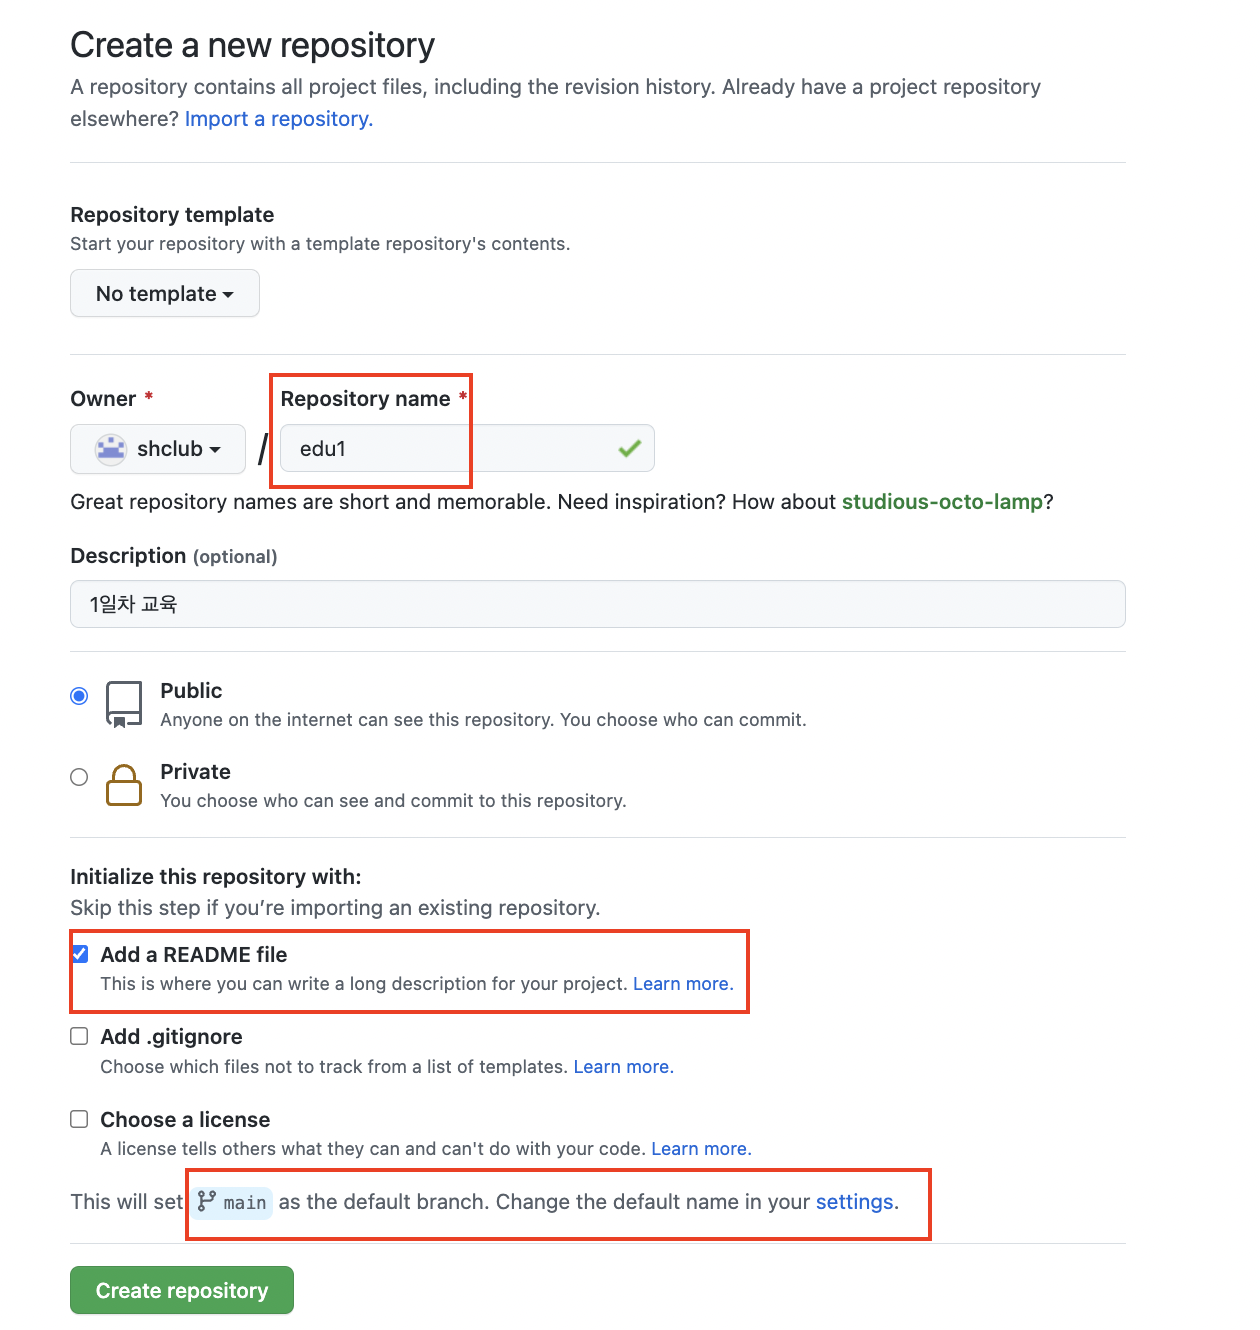 Create a new repository
A repository contains all project files, including the revision history. Already have a project repository
elsewhere? Import a repository.
Repository template
Start your repository with a template repository's contents.
No template
Owner *
Repository name *
shclub
/
edu1
Great repository names are short and memorable. Need inspiration? How about studious-octo-lamp?
Description (optional)
1일차 교육
Public
Anyone on the internet can see this repository. You choose who can commit.
Private
You choose who can see and commit to this repository.
Initialize this repository with:
Skip this step if you’re importing an existing repository.
Add a README file
This is where you can write a long description for your project. Learn more.
Add .gitignore
Choose which files not to track from a list of templates. Learn more.
Choose a license
A license tells others what they can and can't do with your code. Learn more.
This will set main as the default branch. Change the default name in your settings.
Create repository